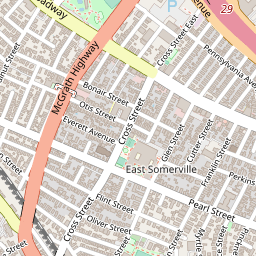 29
Broadway
Cross Street East
Pennsylvania Avenue
McGrath Highway
Bonair Street
Otis Street
Cross Street
Everett Avenue
Glen Street
Cutter Street
Franklin Street
East Somerville
Perkins
Pearl Street
Flint Street
Oliver Street
Cross Street
Street